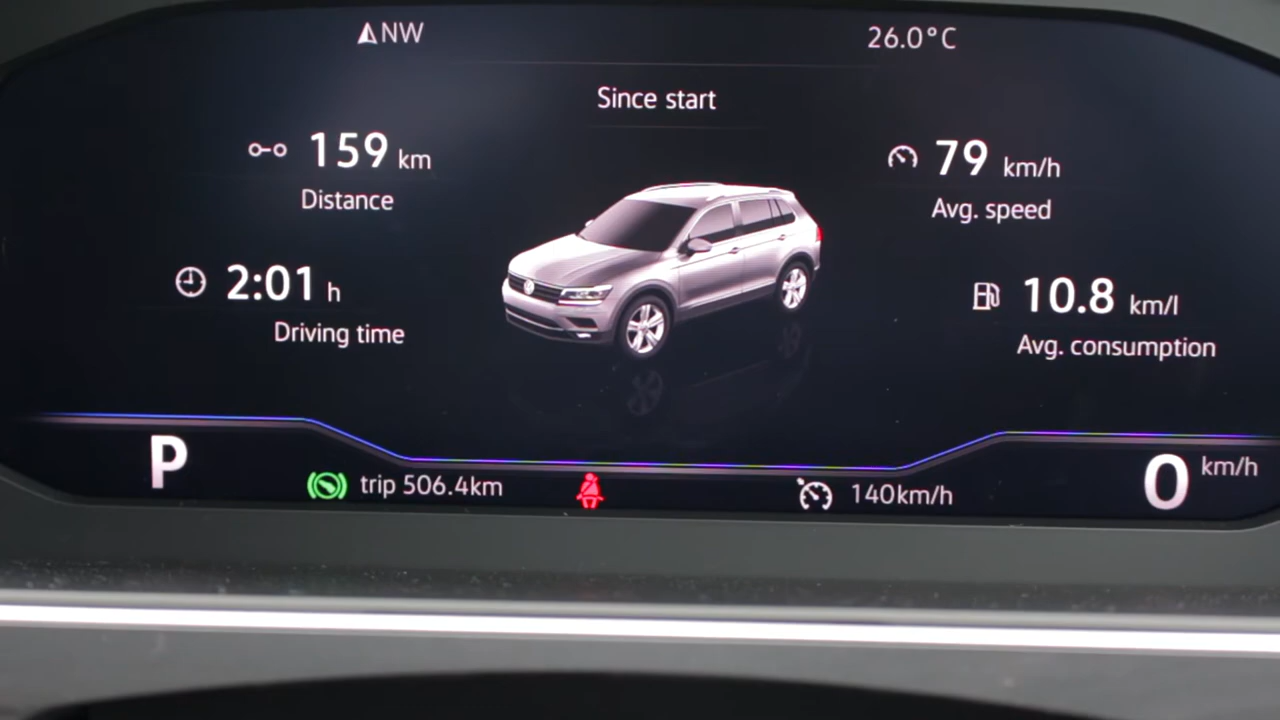 NW
26.0°C
Since start
159 km
Distance
79 km/h
Avg. speed
2:01 h
Driving time
10.8 km/l
Avg. consumption
P
trip 506.4km
140km/h
0 km/h